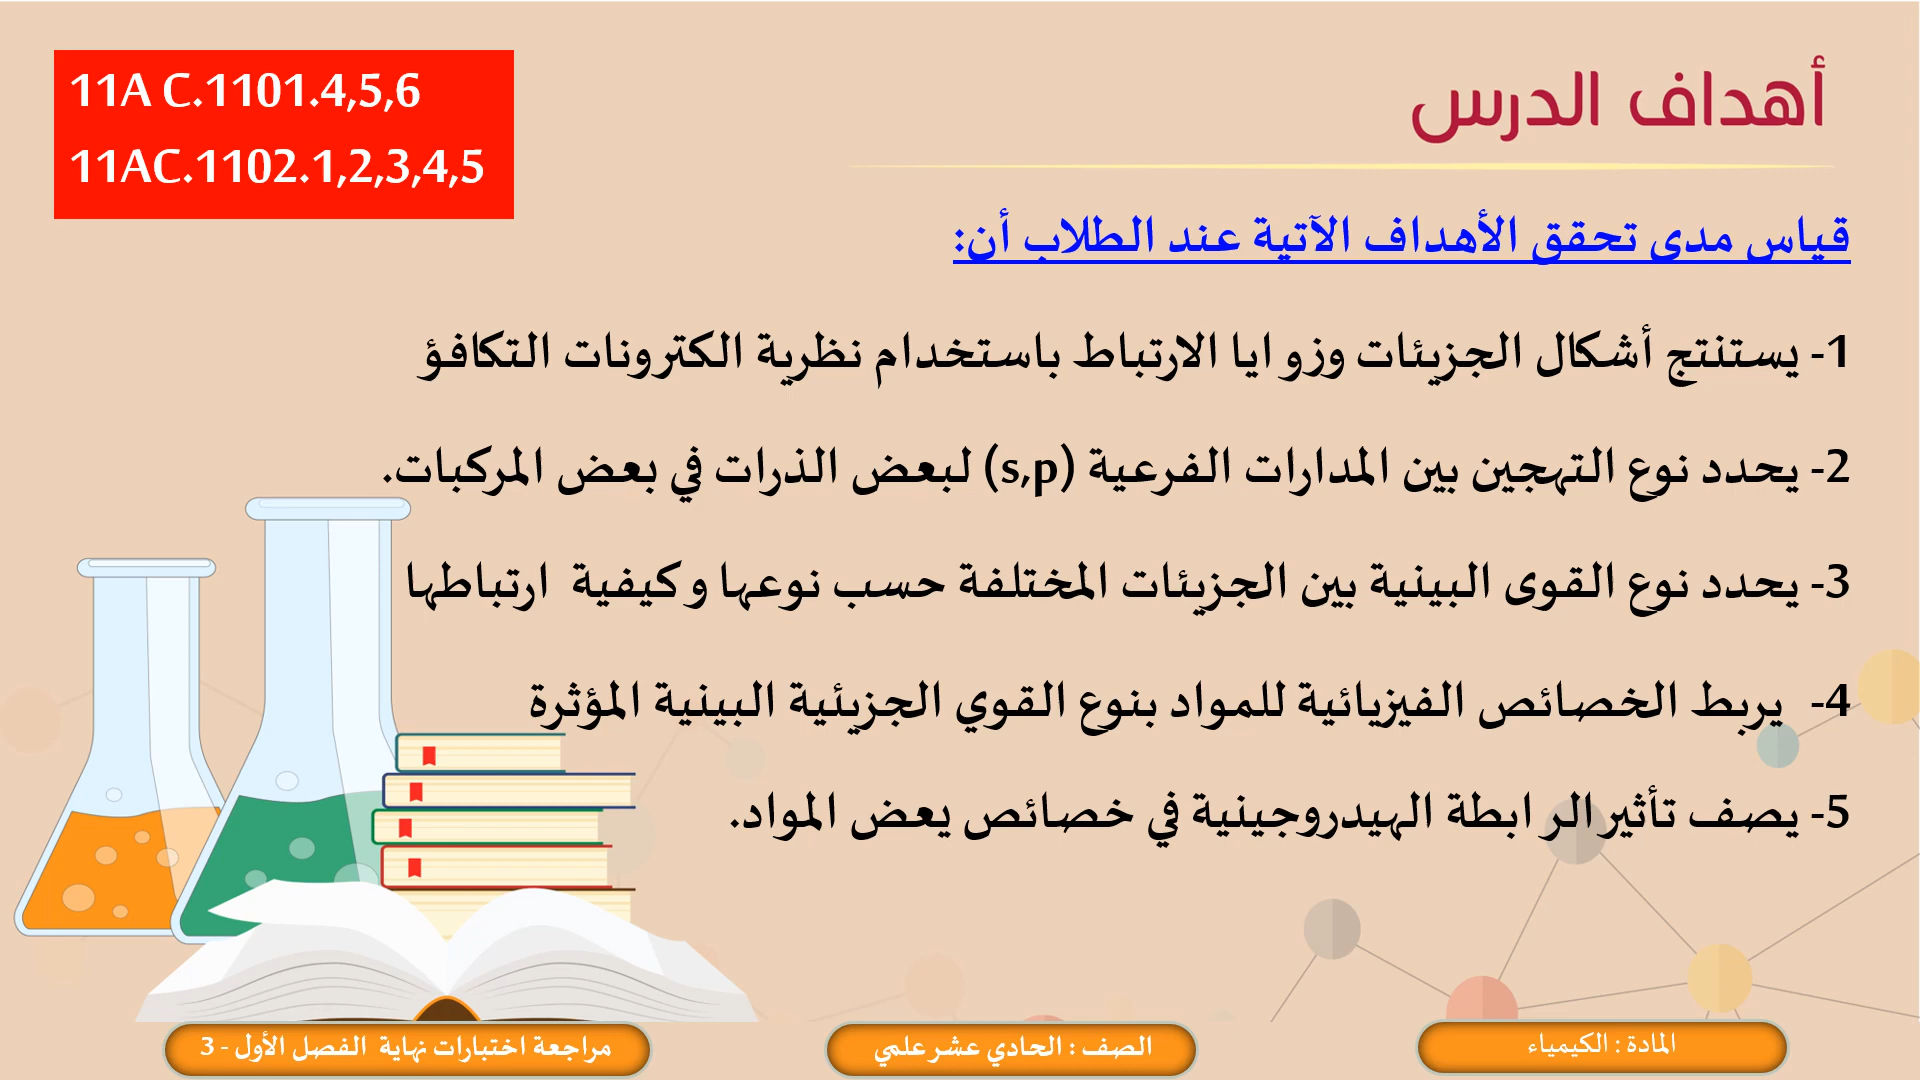 أهداف الدرس
11A C.1101.4,5,6
11AC.1102.1,2,3,4,5
قياس مدى تحقق الأهداف الآتية عند الطلاب أن:
1- يستنتج أشكال الجزيئات وزوايا الارتباط باستخدام نظرية الكترونات التكافؤ
2- يحدد نوع التهجين بين المدارات الفرعية (s,p) لبعض الذرات في بعض المركبات.
3- يحدد نوع القوى البينية بين الجزيئات المختلفة حسب نوعها وكيفية ارتباطها
4- يربط الخصائص الفيزيائية للمواد بنوع القوي الجزيئية البينية المؤثرة
5- يصف تأثير الرابطة الهيدروجينية في خصائص يعض المواد.
المادة : الكيمياء
الصف : الحادي عشر علمي
مراجعة اختبارات نهاية الفصل الأول - 3